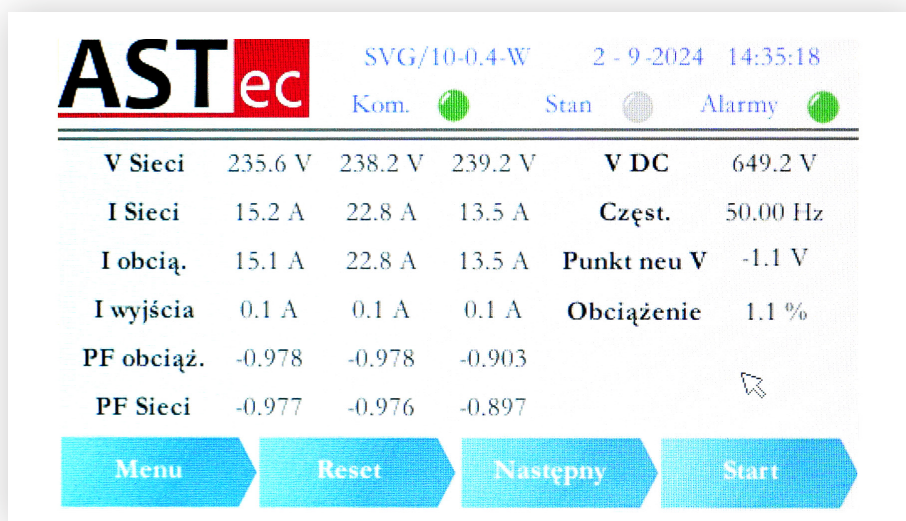 ASTec
SVG/10-0.4-W 2 - 9 -2024 14:35:18
Kom. Stan Alarmy
V Sieci 235.6 V 238.2 V 239.2 V V DC 649.2 V
I Sieci 15.2 A 22.8 A 13.5 A Częst. 50.00 Hz
I obcią. 15.1 A 22.8 A 13.5 A Punkt neu V -1.1 V
I wyjścia 0.1 A 0.1 A 0.1 A Obciążenie 1.1 %
PF obciąż. -0.978 -0.978 -0.903
PF Sieci -0.977 -0.976 -0.897
Menu Reset Następny Start